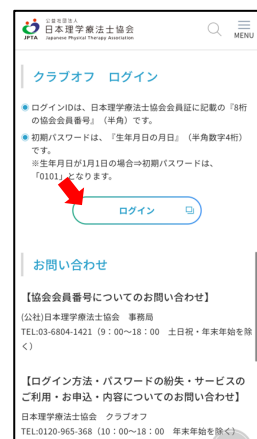 公益社団法人
日本理学療法士協会
JPTA Japanese Physical Therapy Association
MENU
クラブオフ ログイン
ログインIDは、日本理学療法士協会会員証に記載の『8桁
の協会会員番号』（半角）です。
初期パスワードは、『生年月日の月日』（半角数字4桁）
です。
※生年月日が1月1日の場合⇒初期パスワードは、
「0101」となります。
ログイン
お問い合わせ
【協会会員番号についてのお問い合わせ】
(公社)日本理学療法士協会 事務局
TEL:03-6804-1421（9：00～18：00 土日祝・年末年始を除
く）
【ログイン方法・パスワードの紛失・サービスの
ご利用・お申込・内容についてのお問い合わせ】
日本理学療法士協会 クラブオフ
TEL:0120-965-368（10：00～18：00 年末年始を除く）